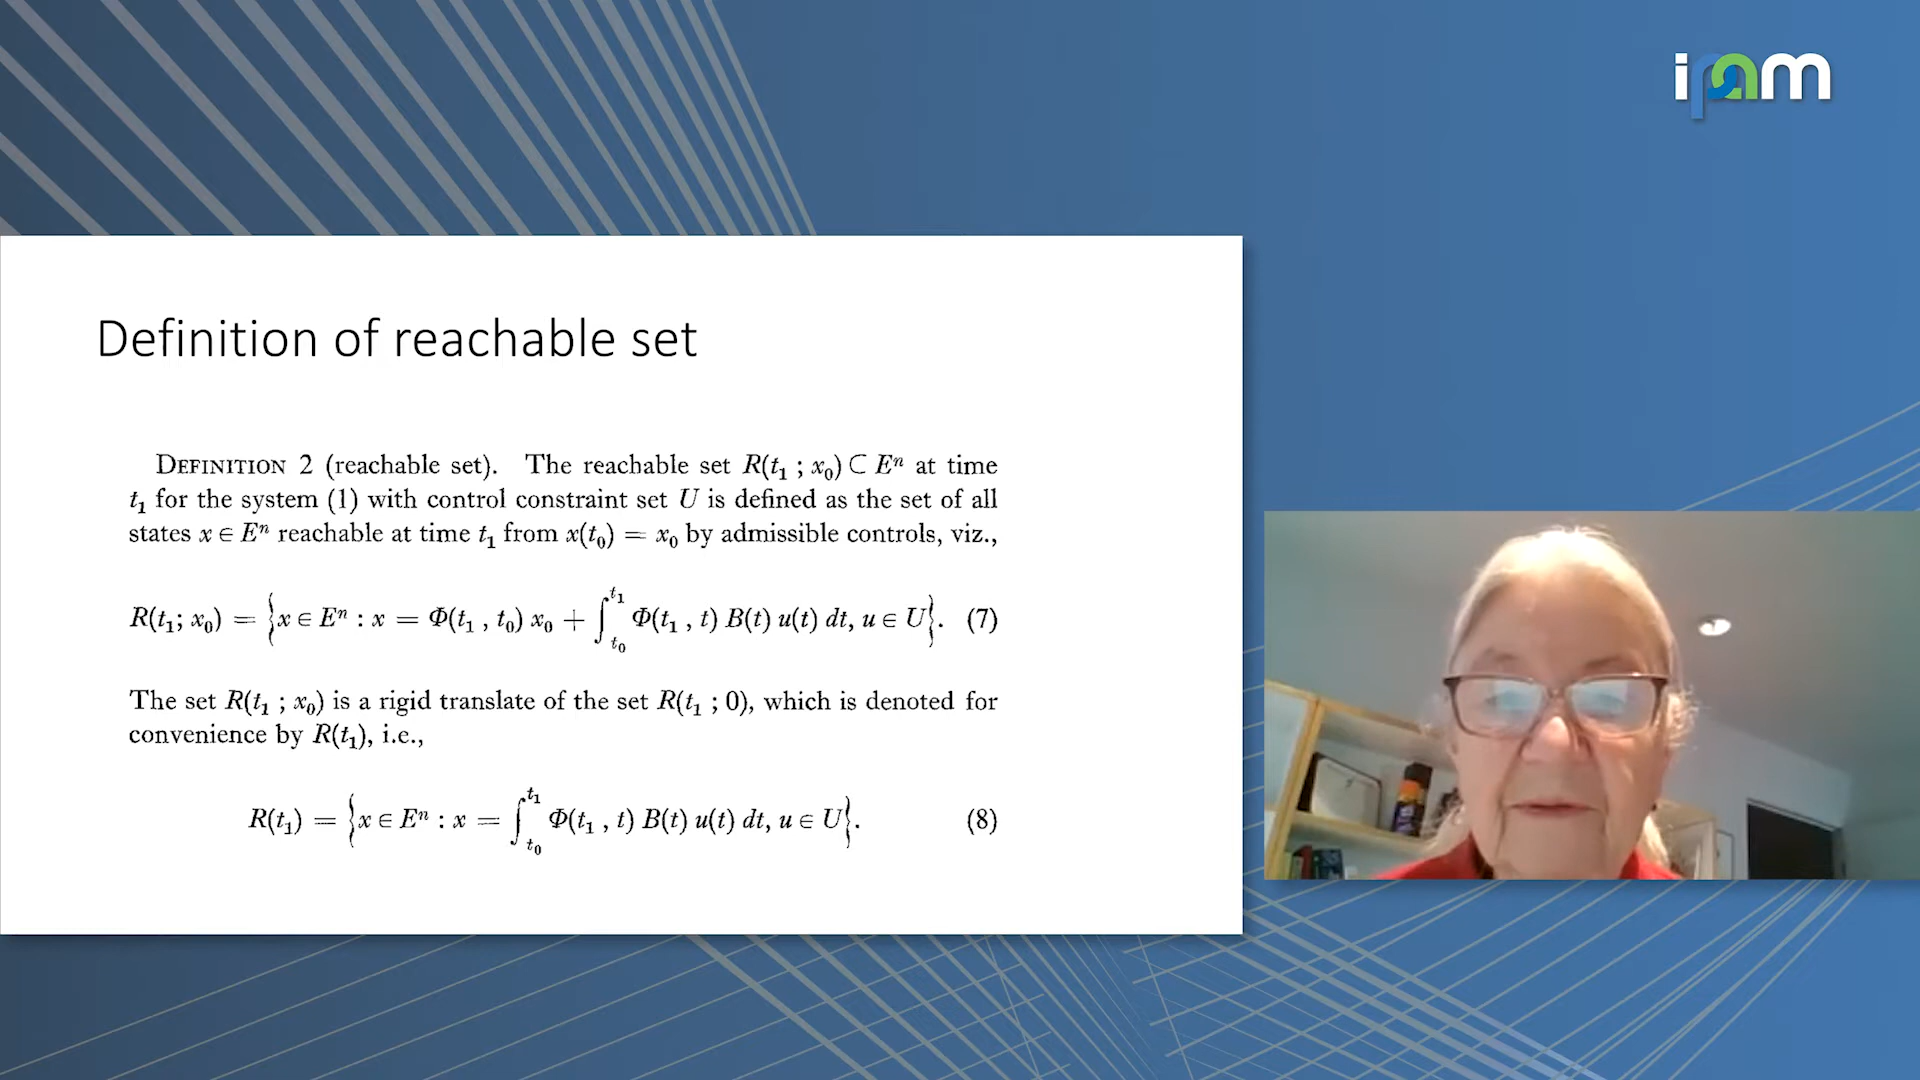 ipam
Definition of reachable set
DEFINITION 2 (reachable set). The reachable set R(t₁ ; x₀) ⊂ Eⁿ at time
t₁ for the system (1) with control constraint set U is defined as the set of all
states x ∈ Eⁿ reachable at time t₁ from x(t₀) = x₀ by admissible controls, viz.,
R(t₁; x₀) = {x ∈ Eⁿ : x = Φ(t₁ , t₀) x₀ + ∫_{t₀}^{t₁} Φ(t₁ , t) B(t) u(t) dt, u ∈ U}. (7)
The set R(t₁ ; x₀) is a rigid translate of the set R(t₁ ; 0), which is denoted for
convenience by R(t₁), i.e.,
R(t₁) = {x ∈ Eⁿ : x = ∫_{t₀}^{t₁} Φ(t₁ , t) B(t) u(t) dt, u ∈ U}. (8)